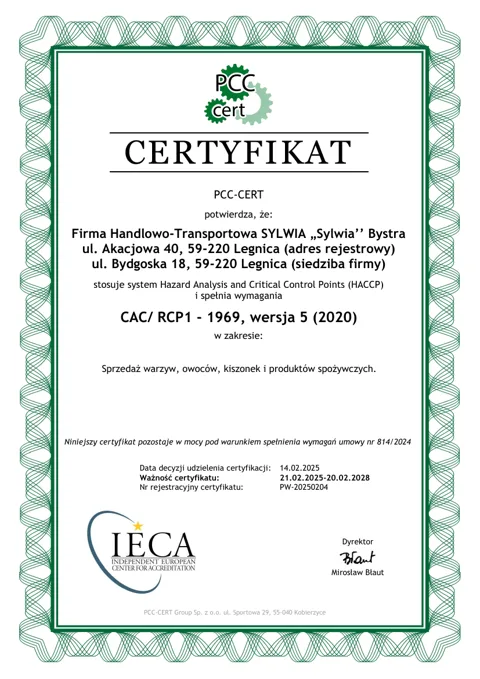 PCC
cert
CERTYFIKAT
PCC-CERT
potwierdza, że:
Firma Handlowo-Transportowa SYLWIA „Sylwia’’ Bystra
ul. Akacjowa 40, 59-220 Legnica (adres rejestrowy)
ul. Bydgoska 18, 59-220 Legnica (siedziba firmy)
stosuje system Hazard Analysis and Critical Control Points (HACCP)
i spełnia wymagania
CAC/ RCP1 - 1969, wersja 5 (2020)
w zakresie:
Sprzedaż warzyw, owoców, kiszonek i produktów spożywczych.
Niniejszy certyfikat pozostaje w mocy pod warunkiem spełnienia wymagań umowy nr 814/2024
Data decyzji udzielenia certyfikacji: 14.02.2025
Ważność certyfikatu: 21.02.2025-20.02.2028
Nr rejestracyjny certyfikatu: PW-20250204
IECA
INDEPENDENT EUROPEAN
CENTER FOR ACCREDITATION
Dyrektor
Błaut
Mirosław Błaut
PCC-CERT Group Sp. z o.o. ul. Sportowa 29, 55-040 Kobierzyce